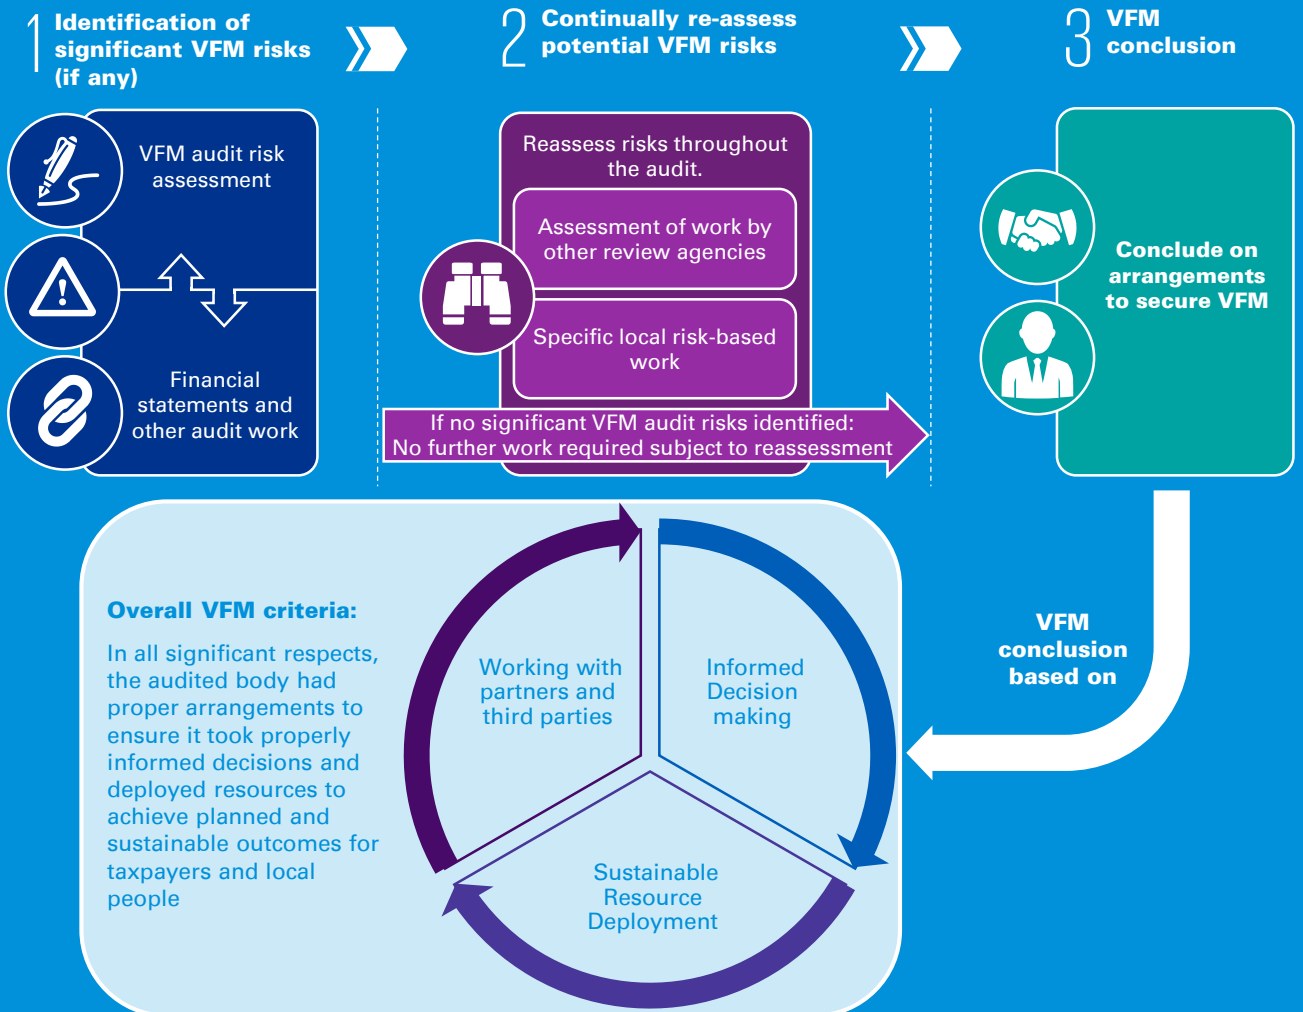 1 Identification of
significant VFM risks
(if any)
2 Continually re-assess
potential VFM risks
3 VFM
conclusion
VFM audit risk
assessment
Financial
statements and
other audit work
Reassess risks throughout
the audit.
Assessment of work by
other review agencies
Specific local risk-based
work
If no significant VFM audit risks identified:
No further work required subject to reassessment
Conclude on
arrangements
to secure VFM
VFM
conclusion
based on
Overall VFM criteria:
In all significant respects,
the audited body had
proper arrangements to
ensure it took properly
informed decisions and
deployed resources to
achieve planned and
sustainable outcomes for
taxpayers and local
people
Working with
partners and
third parties
Informed
Decision
making
Sustainable
Resource
Deployment